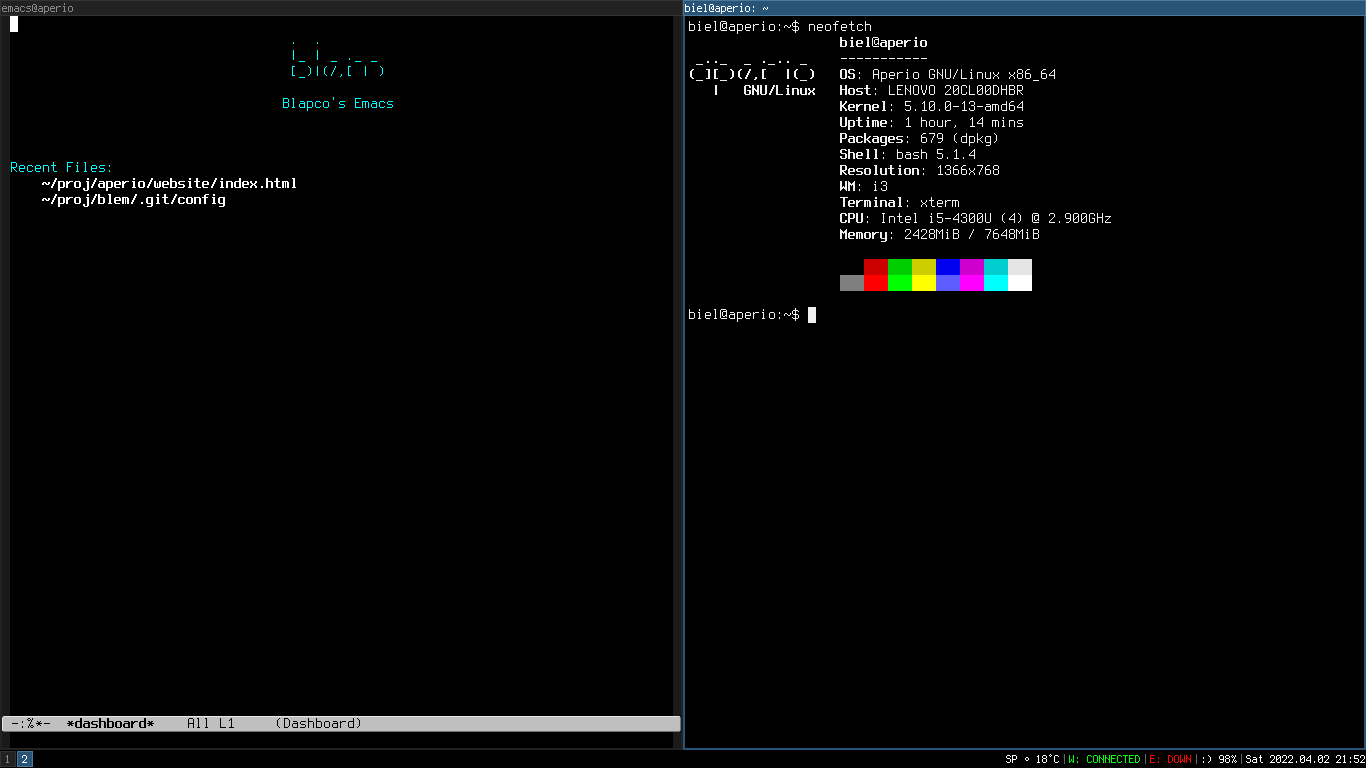 emacs@aperio
Blapco's Emacs
Recent Files:
~/proj/aperio/website/index.html
~/proj/blem/.git/config
-:%*-  *dashboard*    All L1     (Dashboard)
biel@aperio: ~
biel@aperio:~$ neofetch
biel@aperio
-----------
GNU/Linux
OS: Aperio GNU/Linux x86_64
Host: LENOVO 20CL00DHBR
Kernel: 5.10.0-13-amd64
Uptime: 1 hour, 14 mins
Packages: 679 (dpkg)
Shell: bash 5.1.4
Resolution: 1366x768
WM: i3
Terminal: xterm
CPU: Intel i5-4300U (4) @ 2.900GHz
Memory: 2428MiB / 7648MiB
biel@aperio:~$
1 2
SP ∘ 18°C|W: CONNECTED|E: DOWN|:) 98%|Sat 2022.04.02 21:52